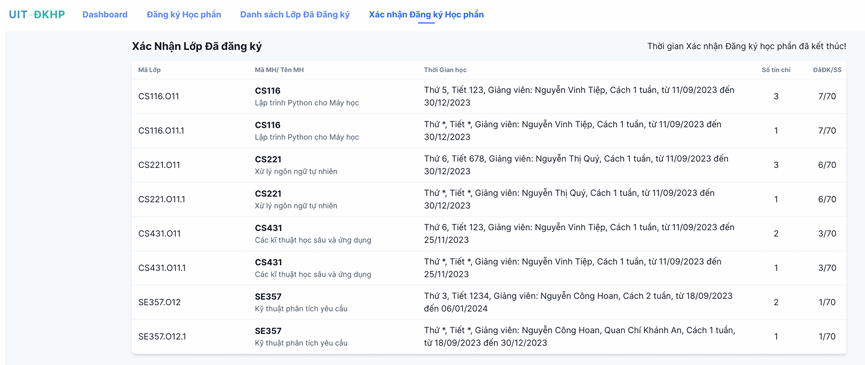 UIT-ĐKHP Dashboard Đăng ký Học phần Danh sách Lớp Đã Đăng ký Xác nhận Đăng ký Học phần
Xác Nhận Lớp Đã đăng ký Thời gian Xác nhận Đăng ký học phần đã kết thúc!
Mã Lớp Mã MH/ Tên MH Thời Gian học Số tín chỉ ĐãĐK/SS
CS116.O11 CS116 Thứ 5, Tiết 123, Giảng viên: Nguyễn Vinh Tiệp, Cách 1 tuần, từ 11/09/2023 đến 3 7/70
Lập trình Python cho Máy học 30/12/2023
CS116.O11.1 CS116 Thứ *, Tiết *, Giảng viên: Nguyễn Vinh Tiệp, Cách 1 tuần, từ 11/09/2023 đến 1 7/70
Lập trình Python cho Máy học 30/12/2023
CS221.O11 CS221 Thứ 6, Tiết 678, Giảng viên: Nguyễn Thị Quý, Cách 1 tuần, từ 11/09/2023 đến 3 6/70
Xử lý ngôn ngữ tự nhiên 30/12/2023
CS221.O11.1 CS221 Thứ *, Tiết *, Giảng viên: Nguyễn Thị Quý, Cách 1 tuần, từ 11/09/2023 đến 1 6/70
Xử lý ngôn ngữ tự nhiên 30/12/2023
CS431.O11 CS431 Thứ 6, Tiết 123, Giảng viên: Nguyễn Vinh Tiệp, Cách 1 tuần, từ 11/09/2023 đến 2 3/70
Các kĩ thuật học sâu và ứng dụng 25/11/2023
CS431.O11.1 CS431 Thứ *, Tiết *, Giảng viên: Nguyễn Vinh Tiệp, Cách 1 tuần, từ 11/09/2023 đến 1 3/70
Các kĩ thuật học sâu và ứng dụng 25/11/2023
SE357.O12 SE357 Thứ 3, Tiết 1234, Giảng viên: Nguyễn Công Hoan, Cách 2 tuần, từ 18/09/2023 2 1/70
Kỹ thuật phân tích yêu cầu đến 06/01/2024
SE357.O12.1 SE357 Thứ *, Tiết *, Giảng viên: Nguyễn Công Hoan, Quan Chí Khánh An, Cách 1 tuần, 1 1/70
Kỹ thuật phân tích yêu cầu từ 18/09/2023 đến 30/12/2023